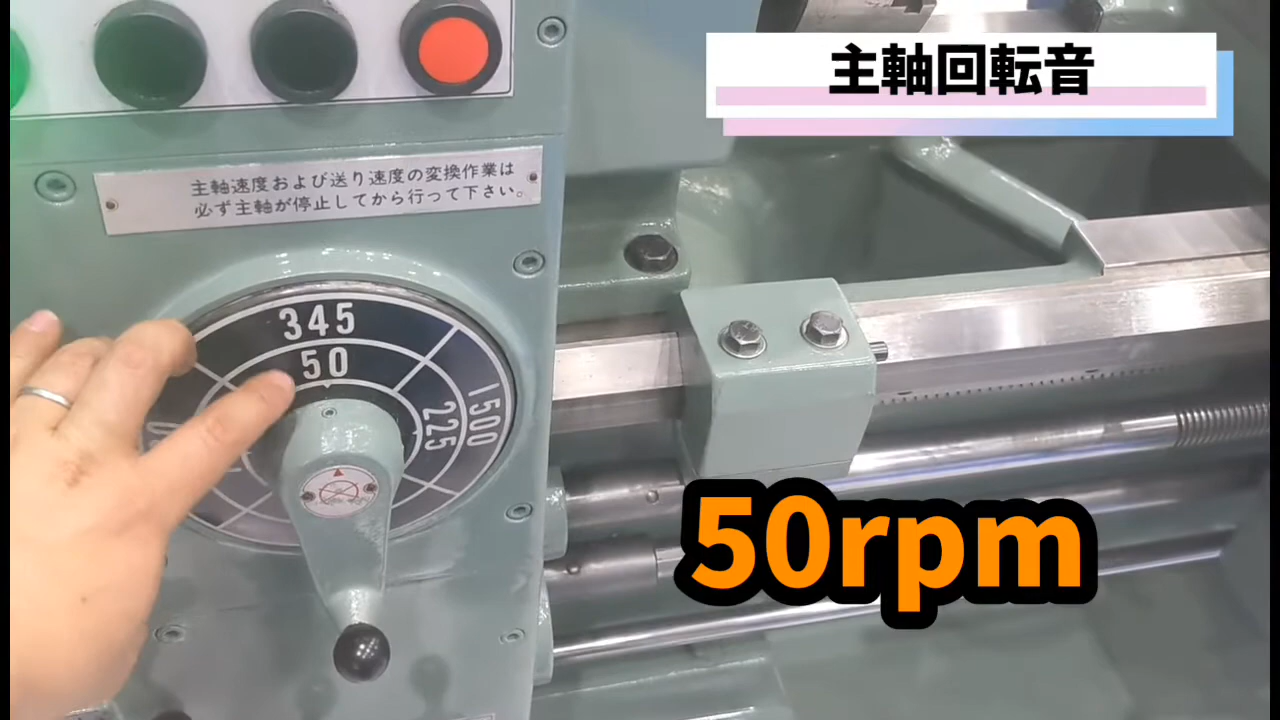 主軸回転音
主軸速度および送り速度の変換作業は
必ず主軸が停止してから行って下さい。
345
50
1500
225
50rpm